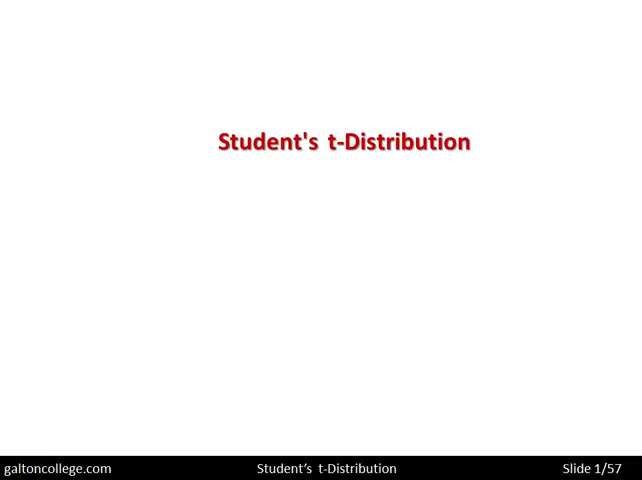 Student's t-Distribution
galtoncollege.com
Student’s t-Distribution
Slide 1/57